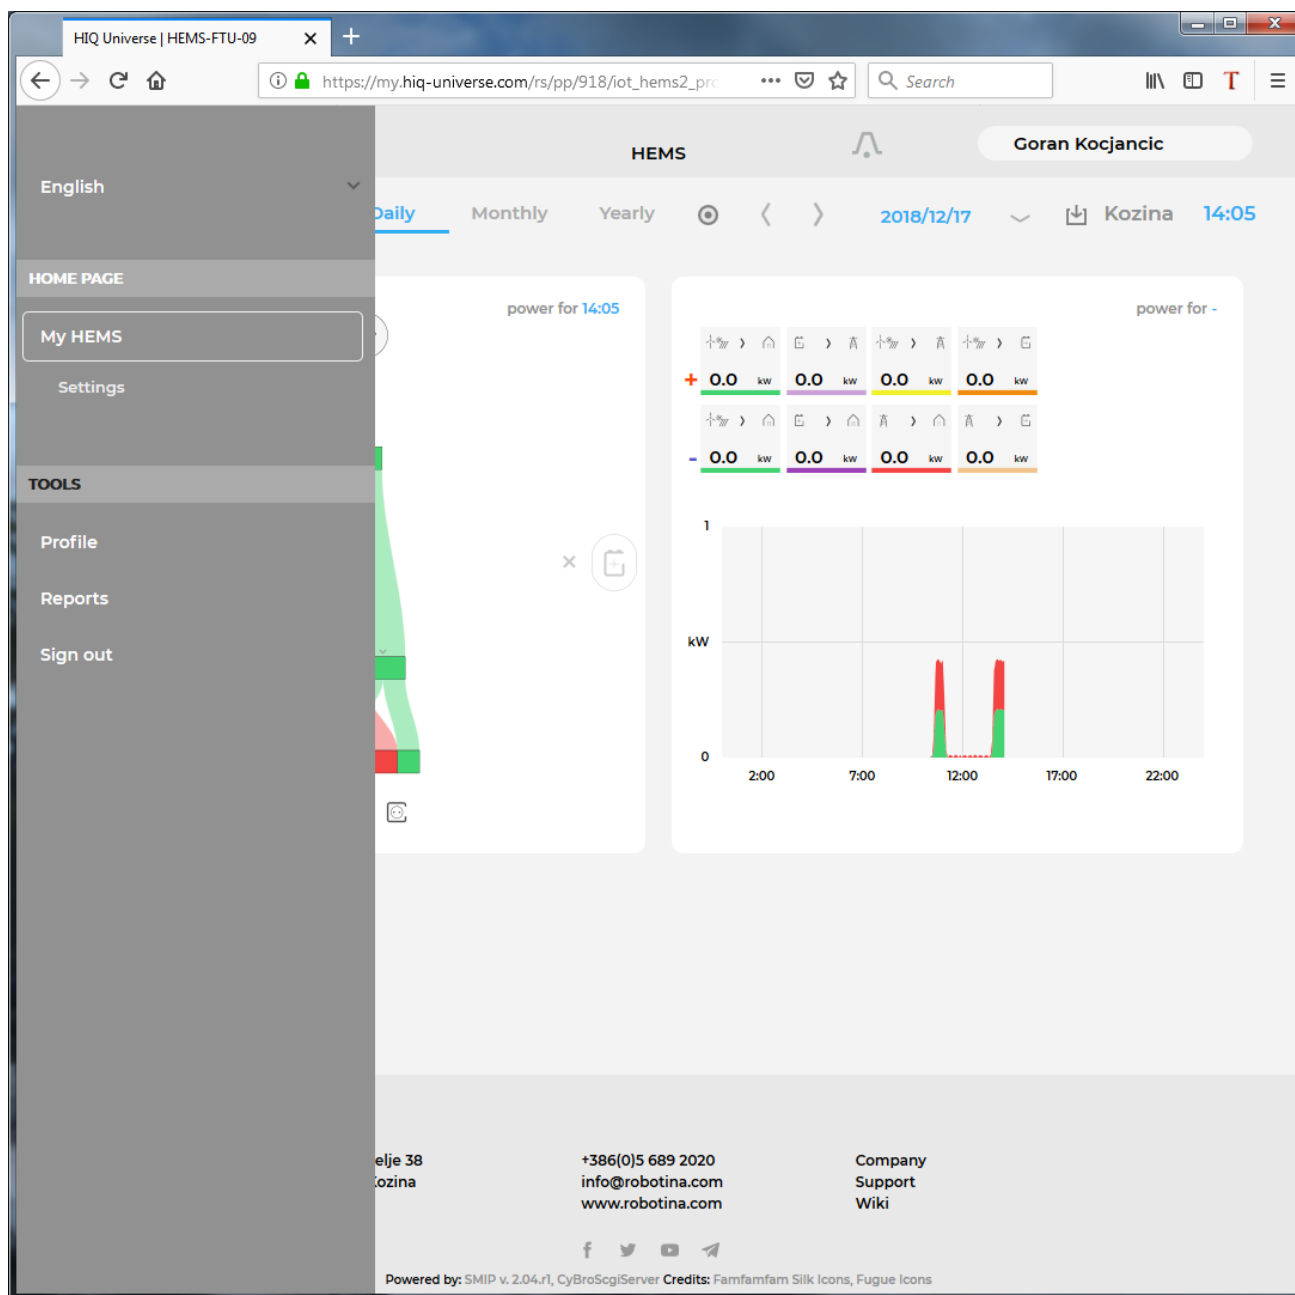 HIQ Universe | HEMS-FTU-09
https://my.hiq-universe.com/rs/pp/918/iot_hems2_prc
Search
HEMS
Goran Kocjancic
English
Daily Monthly Yearly 2018/12/17 Kozina 14:05
HOME PAGE
My HEMS
Settings
TOOLS
Profile
Reports
Sign out
power for 14:05
power for -
+ 0.0 kw 0.0 kw 0.0 kw 0.0 kw
- 0.0 kw 0.0 kw 0.0 kw 0.0 kw
1
kW
0
2:00 7:00 12:00 17:00 22:00
elje 38
ozina
+386(0)5 689 2020
info@robotina.com
www.robotina.com
Company
Support
Wiki
Powered by: SMIP v. 2.04.r1, CyBroScgiServer Credits: Famfamfam Silk Icons, Fugue Icons